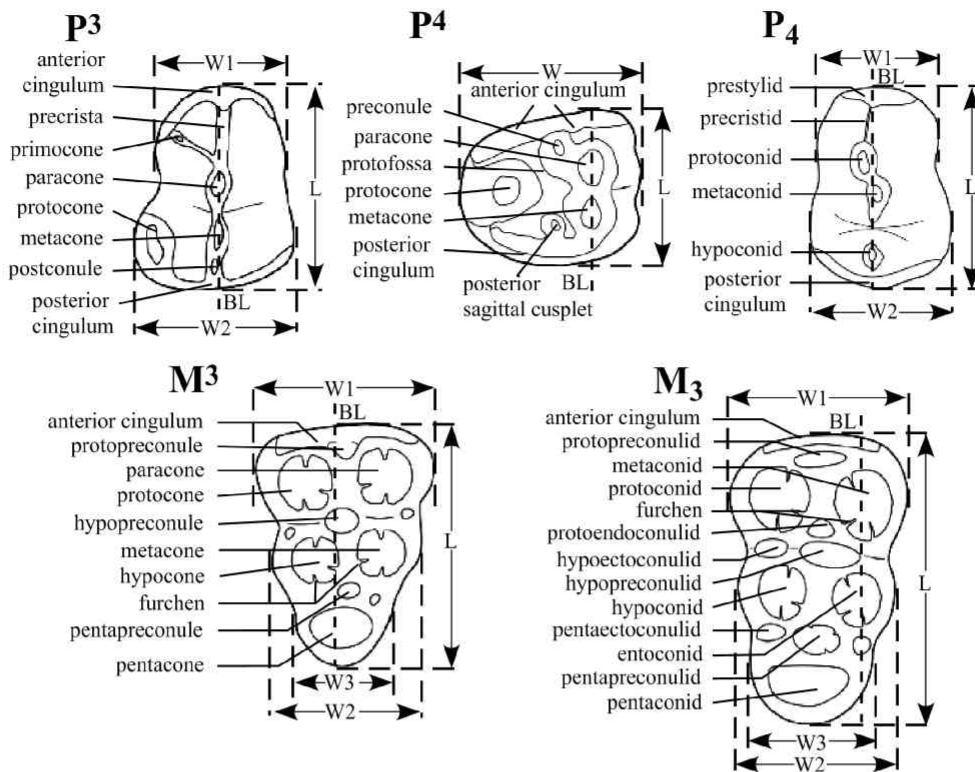 P³
W1
anterior
cingulum
precrista
primocone
paracone
protocone
metacone
postconule
posterior
cingulum
BL
W2
L
P⁴
W
anterior cingulum
preconule
paracone
protofossa
protocone
metacone
posterior
cingulum
BL
posterior
sagittal cusplet
L
P₄
W1
BL
prestylid
precristid
protoconid
metaconid
hypoconid
posterior
cingulum
W2
L
M³
W1
BL
anterior cingulum
protopreconule
paracone
protocone
hypopreconule
metacone
hypocone
furchen
pentapreconule
pentacone
W3
W2
L
M₃
W1
BL
anterior cingulum
protopreconulid
metaconid
protoconid
furchen
protoendoconulid
hypoectoconulid
hypopreconulid
hypoconid
pentaectoconulid
entoconid
pentapreconulid
pentaconid
W3
W2
L